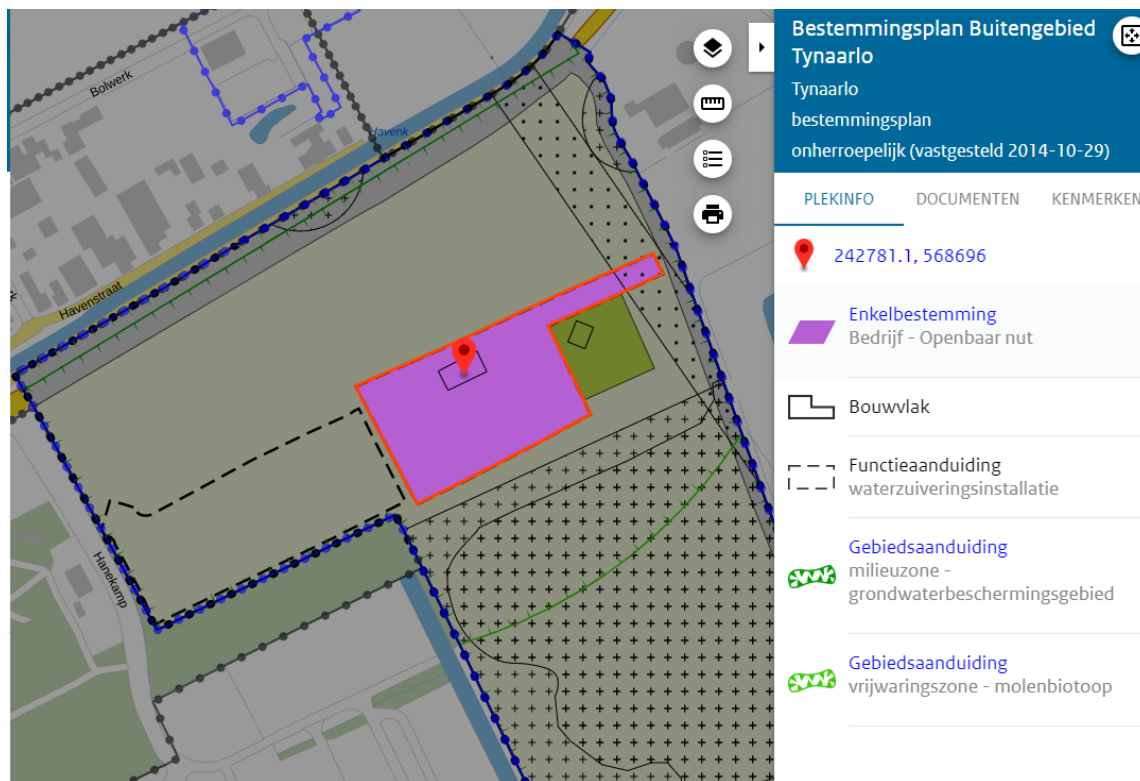 Bolwerk
Havenk
Havenstraat
Hanekamp
Bestemmingsplan Buitengebied
Tynaarlo
Tynaarlo
bestemmingsplan
onherroepelijk (vastgesteld 2014-10-29)
PLEKINFO DOCUMENTEN KENMERKEN
242781.1, 568696
Enkelbestemming
Bedrijf - Openbaar nut
Bouwvlak
Functieaanduiding
waterzuiveringsinstallatie
Gebiedsaanduiding
milieuzone -
grondwaterbeschermingsgebied
Gebiedsaanduiding
vrijwaringszone - molenbiotoop